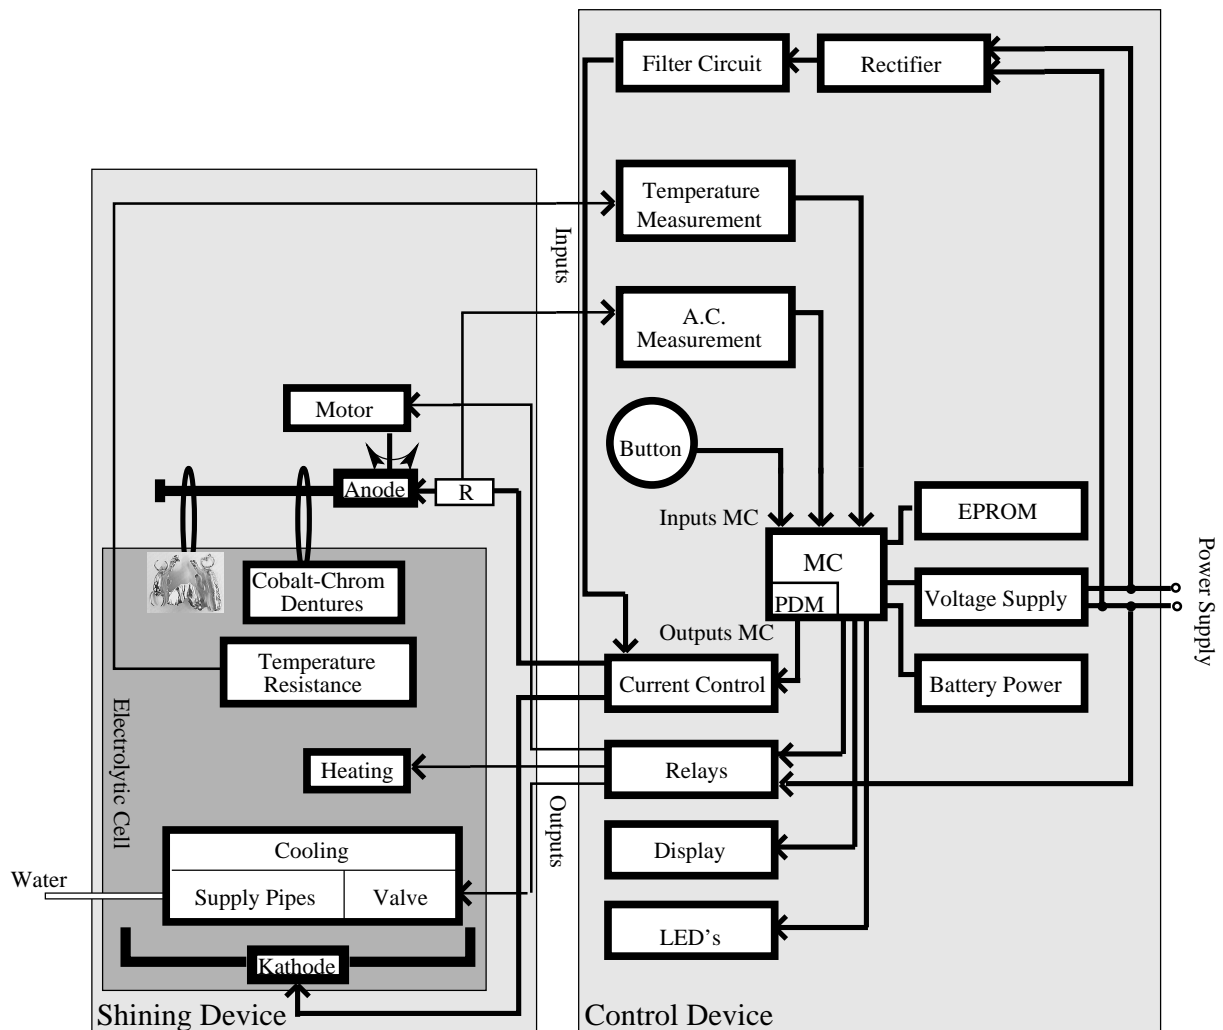 Filter Circuit
Rectifier
Temperature
Measurement
Inputs
A.C.
Measurement
Motor
Button
Anode
R
Inputs MC
EPROM
MC
PDM
Voltage Supply
Power Supply
Cobalt-Chrom
Dentures
Outputs MC
Temperature
Resistance
Current Control
Battery Power
Electrolytic Cell
Heating
Relays
Outputs
Cooling
Display
Water
Supply Pipes
Valve
LED's
Kathode
Shining Device
Control Device